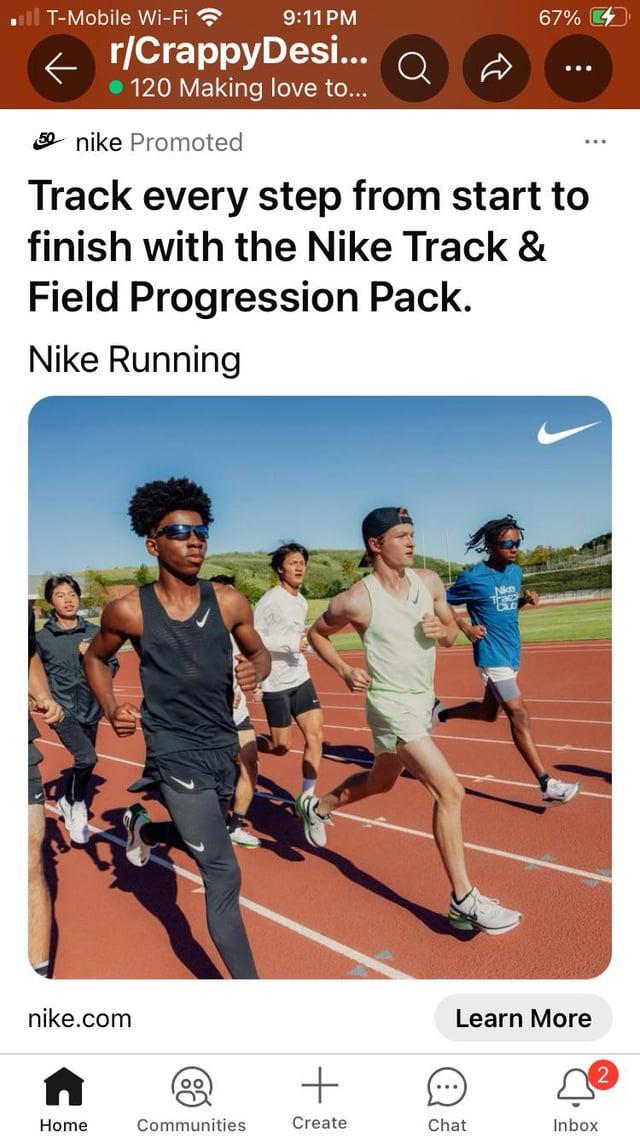 T-Mobile Wi-Fi 9:11 PM 67%
r/CrappyDesi...
120 Making love to...
50 nike Promoted
Track every step from start to
finish with the Nike Track &
Field Progression Pack.
Nike Running
Nike
Track
Club
nike.com Learn More
2
Home Communities Create Chat Inbox